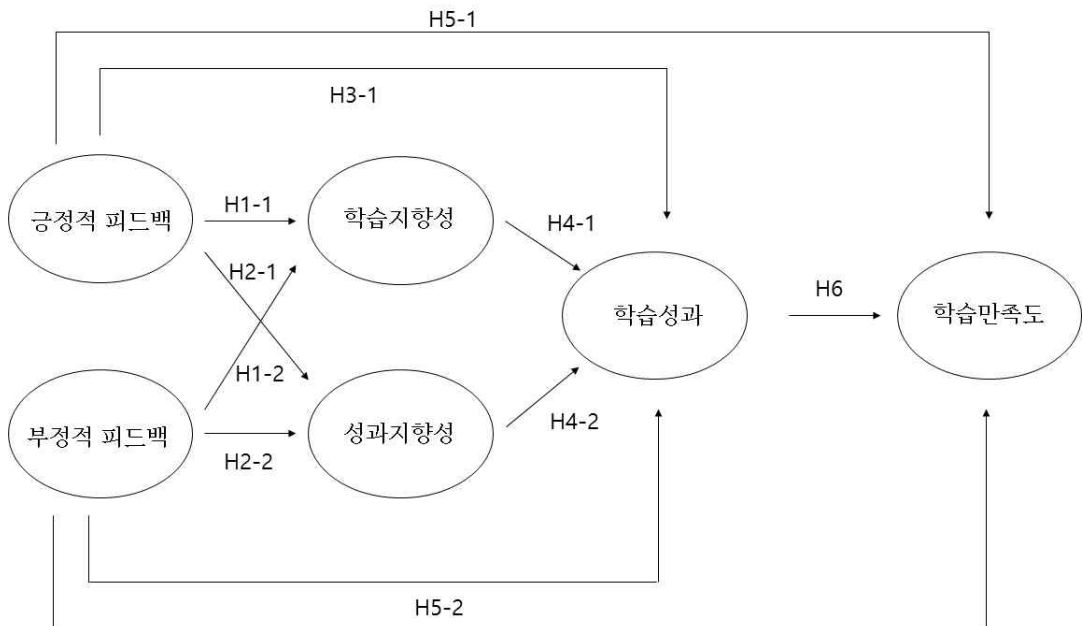 H5-1
H3-1
긍정적 피드백
H1-1
학습지향성
H4-1
H2-1
학습성과
H6
학습만족도
H1-2
부정적 피드백
H2-2
성과지향성
H4-2
H5-2